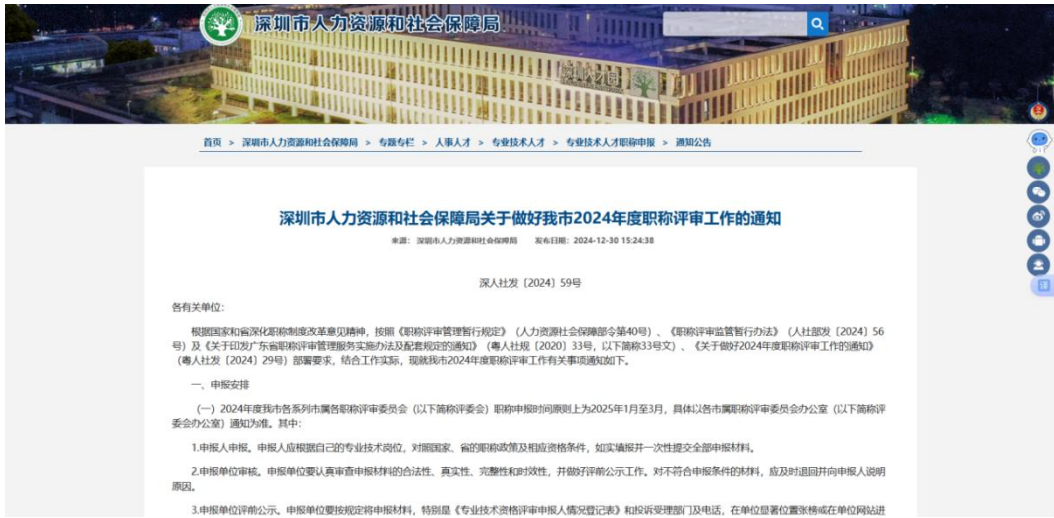 深圳市人力资源和社会保障局
深圳人才园
首页 > 深圳市人力资源和社会保障局 > 专题专栏 > 人事人才 > 专业技术人才 > 专业技术人才职称申报 > 通知公告
深圳市人力资源和社会保障局关于做好我市2024年度职称评审工作的通知
来源: 深圳市人力资源和社会保障局 发布日期: 2024-12-30 15:24:38
深人社发〔2024〕59号
各有关单位:
根据国家和省深化职称制度改革意见精神，按照《职称评审管理暂行规定》（人力资源社会保障部令第40号）、《职称评审监管暂行办法》（人社部发〔2024〕56
号）及《关于印发广东省职称评审管理服务实施办法及配套规定的通知》（粤人社规〔2020〕33号，以下简称33号文）、《关于做好2024年度职称评审工作的通知》
（粤人社发〔2024〕29号）部署要求，结合工作实际，现就我市2024年度职称评审工作有关事项通知如下。
一、申报安排
（一）2024年度我市各系列市属各职称评审委员会（以下简称评委会）职称申报时间原则上为2025年1月至3月，具体以各市属职称评审委员会办公室（以下简称评
委会办公室）通知为准。其中:
1.申报人申报。申报人应根据自己的专业技术岗位，对照国家、省的职称政策及相应资格条件，如实填报并一次性提交全部申报材料。
2.申报单位审核。申报单位要认真审查申报材料的合法性、真实性、完整性和时效性，并做好评前公示工作。对不符合申报条件的材料，应及时退回并向申报人说明
原因。
3.申报单位评前公示。申报单位要按规定将申报材料，特别是《专业技术资格评审申报人情况登记表》和投诉受理部门及电话，在单位显著位置张榜或在单位网站进
译